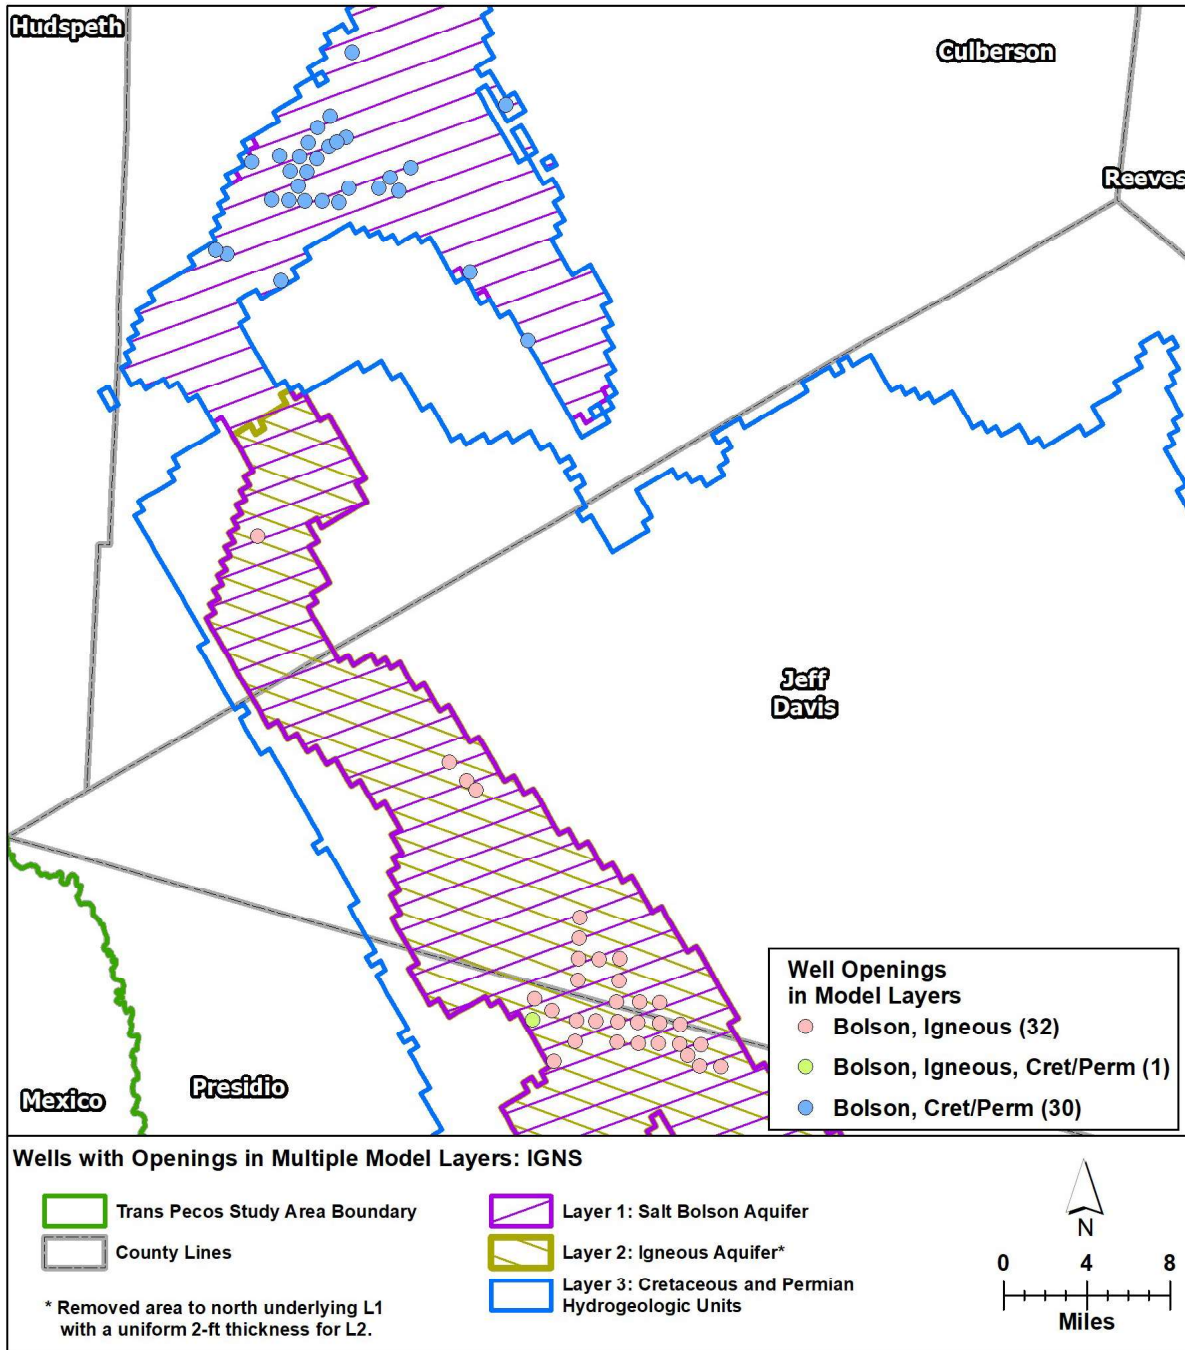 Hudspeth
Culberson
Reeves
Jeff
Davis
Mexico
Presidio
Well Openings
in Model Layers
Bolson, Igneous (32)
Bolson, Igneous, Cret/Perm (1)
Bolson, Cret/Perm (30)
Wells with Openings in Multiple Model Layers: IGNS
Trans Pecos Study Area Boundary
County Lines
* Removed area to north underlying L1
with a uniform 2-ft thickness for L2.
Layer 1: Salt Bolson Aquifer
Layer 2: Igneous Aquifer*
Layer 3: Cretaceous and Permian
Hydrogeologic Units
N
0 4 8
Miles